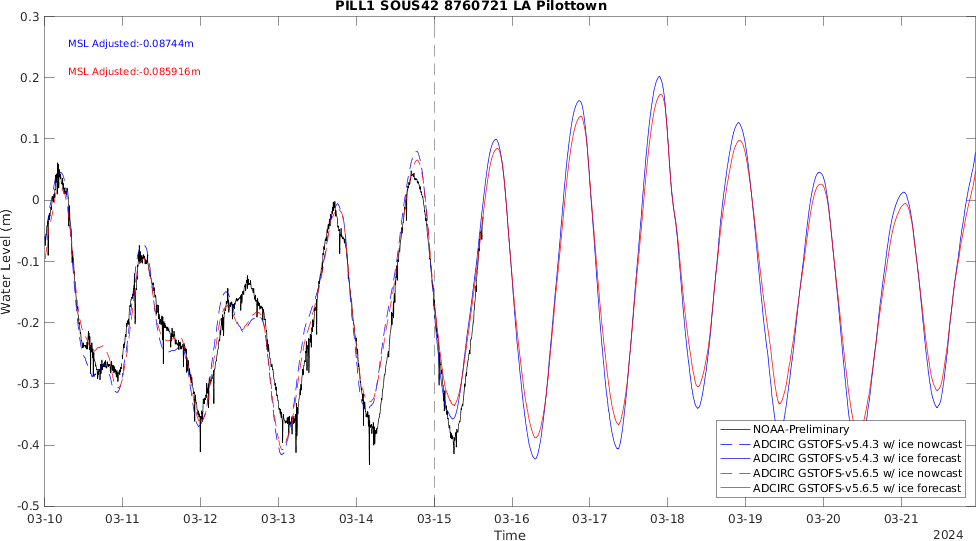 PILL1 SOUS42 8760721 LA Pilottown
MSL Adjusted:-0.08744m
MSL Adjusted:-0.085916m
0.3
0.2
0.1
0
-0.1
-0.2
-0.3
-0.4
-0.5
Water Level (m)
NOAA-Preliminary
ADCIRC GSTOFS-v5.4.3 w/ ice nowcast
ADCIRC GSTOFS-v5.4.3 w/ ice forecast
ADCIRC GSTOFS-v5.6.5 w/ ice nowcast
ADCIRC GSTOFS-v5.6.5 w/ ice forecast
03-10 03-11 03-12 03-13 03-14 03-15 03-16 03-17 03-18 03-19 03-20 03-21
Time
2024